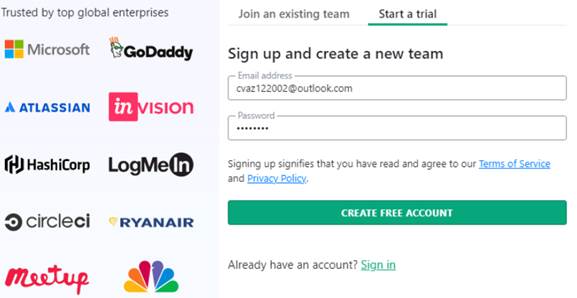 Trusted by top global enterprises
Microsoft
GoDaddy
ATLASSIAN
inVISION
HashiCorp
LogMeIn
circleci
RYANAIR
meetup
Join an existing team
Start a trial
Sign up and create a new team
Email address
cvaz122002@outlook.com
Password
••••••••
Signing up signifies that you have read and agree to our Terms of Service
and Privacy Policy.
CREATE FREE ACCOUNT
Already have an account? Sign in